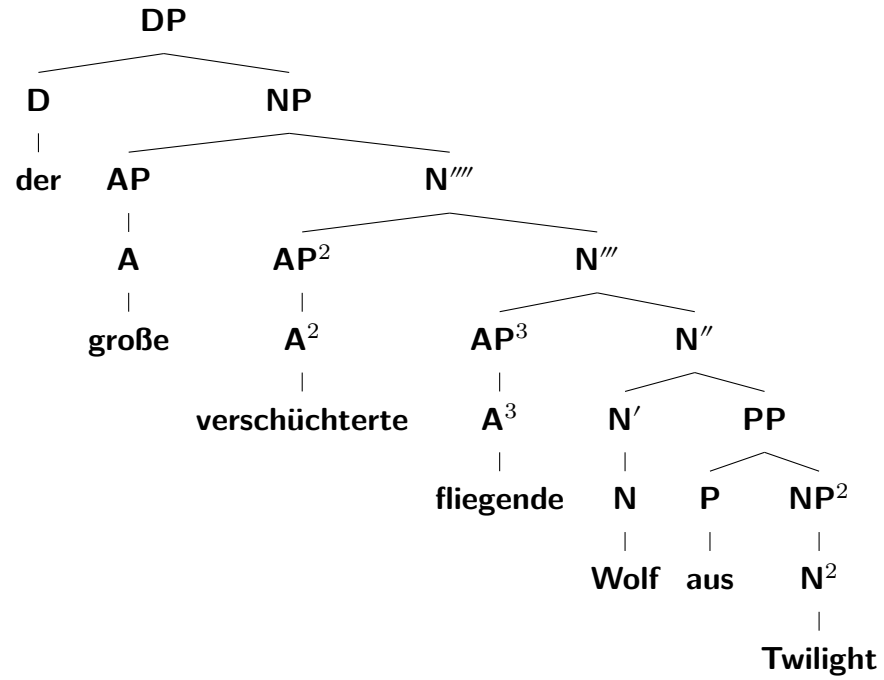 DP
D NP
der AP N''''
A AP² N'''
große A² AP³ N''
verschüchterte A³ N' PP
fliegende N P NP²
Wolf aus N²
Twilight